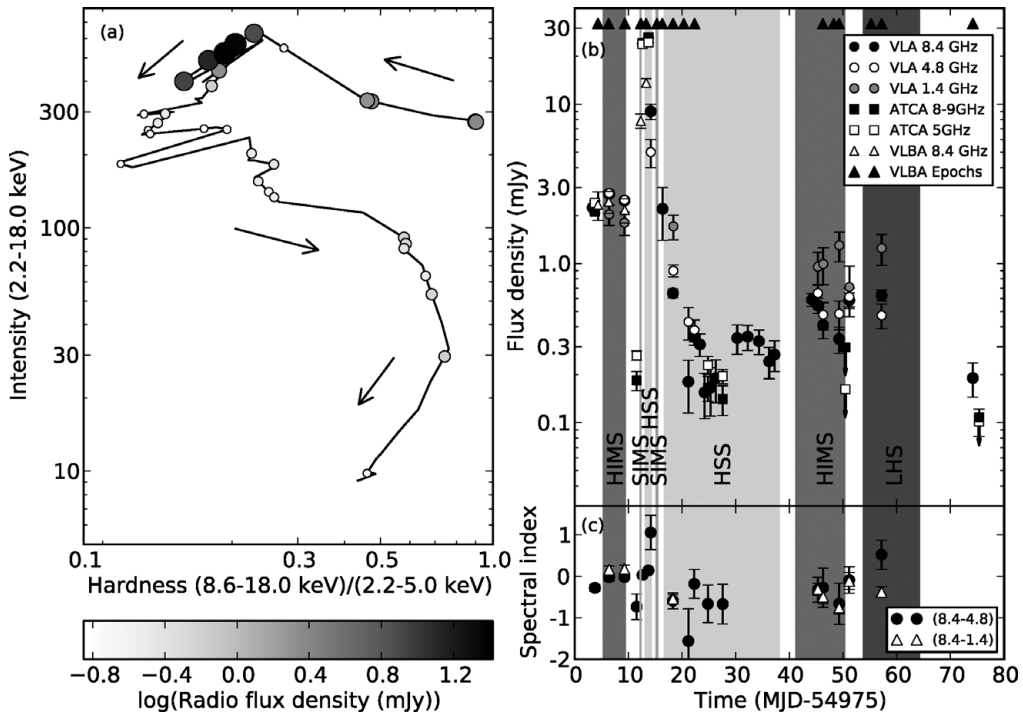 (a)
Intensity (2.2-18.0 keV)
300
100
30
10
0.1
0.3
0.5
1.0
Hardness (8.6-18.0 keV)/(2.2-5.0 keV)
−0.8
−0.4
0.0
0.4
0.8
1.2
log(Radio flux density (mJy))
(b)
Flux density (mJy)
30
10
3.0
1.0
0.3
0.1
VLA 8.4 GHz
VLA 4.8 GHz
VLA 1.4 GHz
ATCA 8-9GHz
ATCA 5GHz
VLBA 8.4 GHz
VLBA Epochs
HIMS
SIMS
HSS
SIMS
HSS
HIMS
LHS
(c)
Spectral index
1
0
-1
-2
(8.4-4.8)
(8.4-1.4)
0
10
20
30
40
50
60
70
80
Time (MJD-54975)